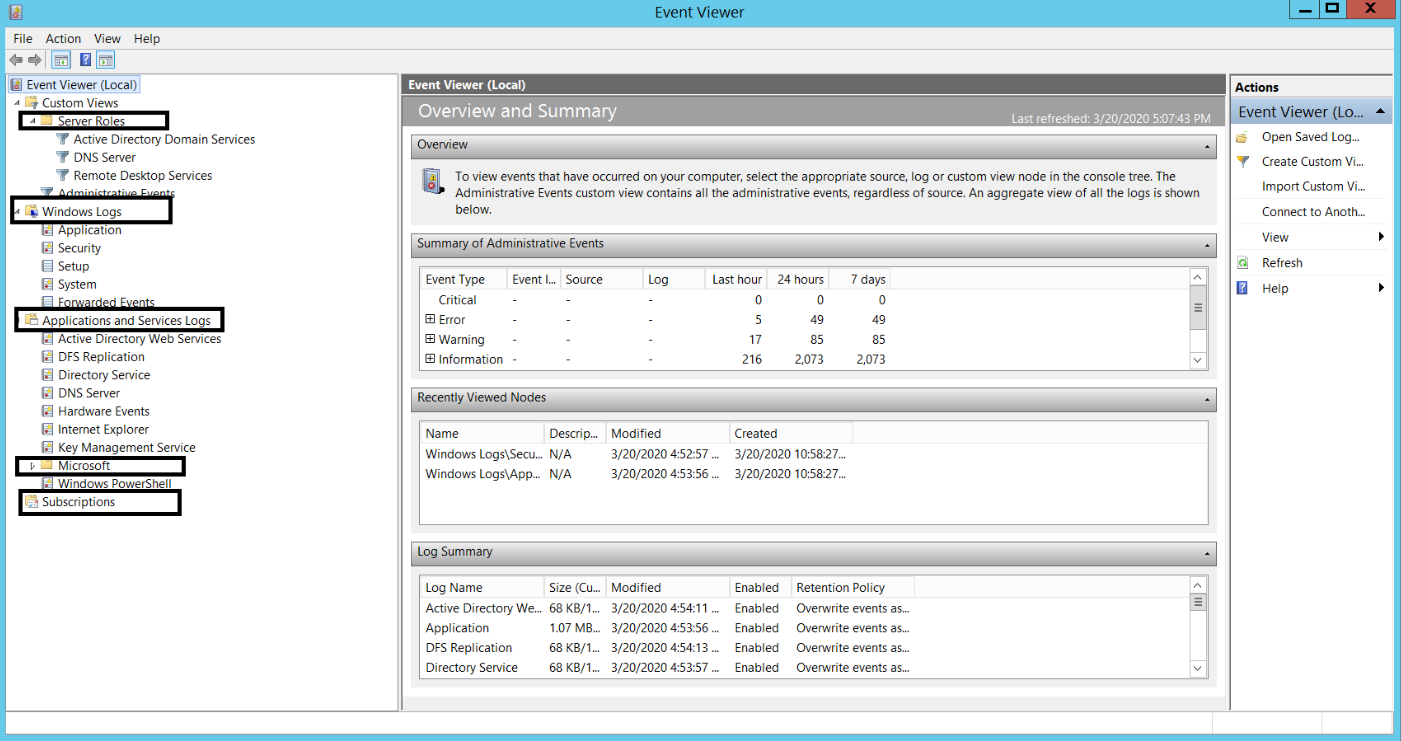 Event Viewer
File Action View Help
Event Viewer (Local)
Custom Views
Server Roles
Active Directory Domain Services
DNS Server
Remote Desktop Services
Administrative Events
Windows Logs
Application
Security
Setup
System
Forwarded Events
Applications and Services Logs
Active Directory Web Services
DFS Replication
Directory Service
DNS Server
Hardware Events
Internet Explorer
Key Management Service
Microsoft
Windows PowerShell
Subscriptions
Event Viewer (Local)
Overview and Summary
Last refreshed: 3/20/2020 5:07:43 PM
Overview
To view events that have occurred on your computer, select the appropriate source, log or custom view node in the console tree. The
Administrative Events custom view contains all the administrative events, regardless of source. An aggregate view of all the logs is shown
below.
Summary of Administrative Events
Event Type Event I... Source Log Last hour 24 hours 7 days
Critical - - - 0 0 0
Error - - - 5 49 49
Warning - - - 17 85 85
Information - - - 216 2,073 2,073
Recently Viewed Nodes
Name Descrip... Modified Created
Windows Logs\Secu... N/A 3/20/2020 4:52:57 ... 3/20/2020 10:58:27...
Windows Logs\App... N/A 3/20/2020 4:53:56 ... 3/20/2020 10:58:27...
Log Summary
Log Name Size (Cu... Modified Enabled Retention Policy
Active Directory We... 68 KB/1... 3/20/2020 4:54:11 ... Enabled Overwrite events as...
Application 1.07 MB... 3/20/2020 4:53:56 ... Enabled Overwrite events as...
DFS Replication 68 KB/1... 3/20/2020 4:54:13 ... Enabled Overwrite events as...
Directory Service 68 KB/1... 3/20/2020 4:53:57 ... Enabled Overwrite events as...
Actions
Event Viewer (Lo...
Open Saved Log...
Create Custom Vi...
Import Custom Vi...
Connect to Anoth...
View
Refresh
Help